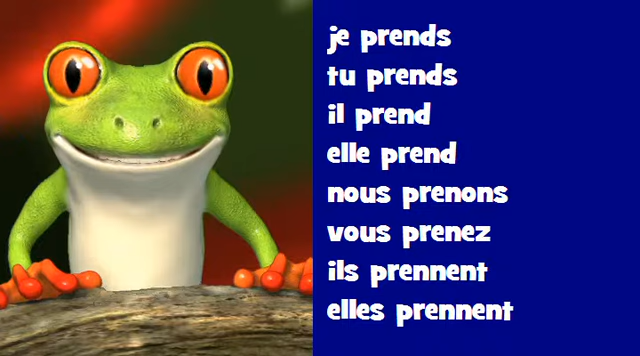 je prends
tu prends
il prend
elle prend
nous prenons
vous prenez
ils prennent
elles prennent